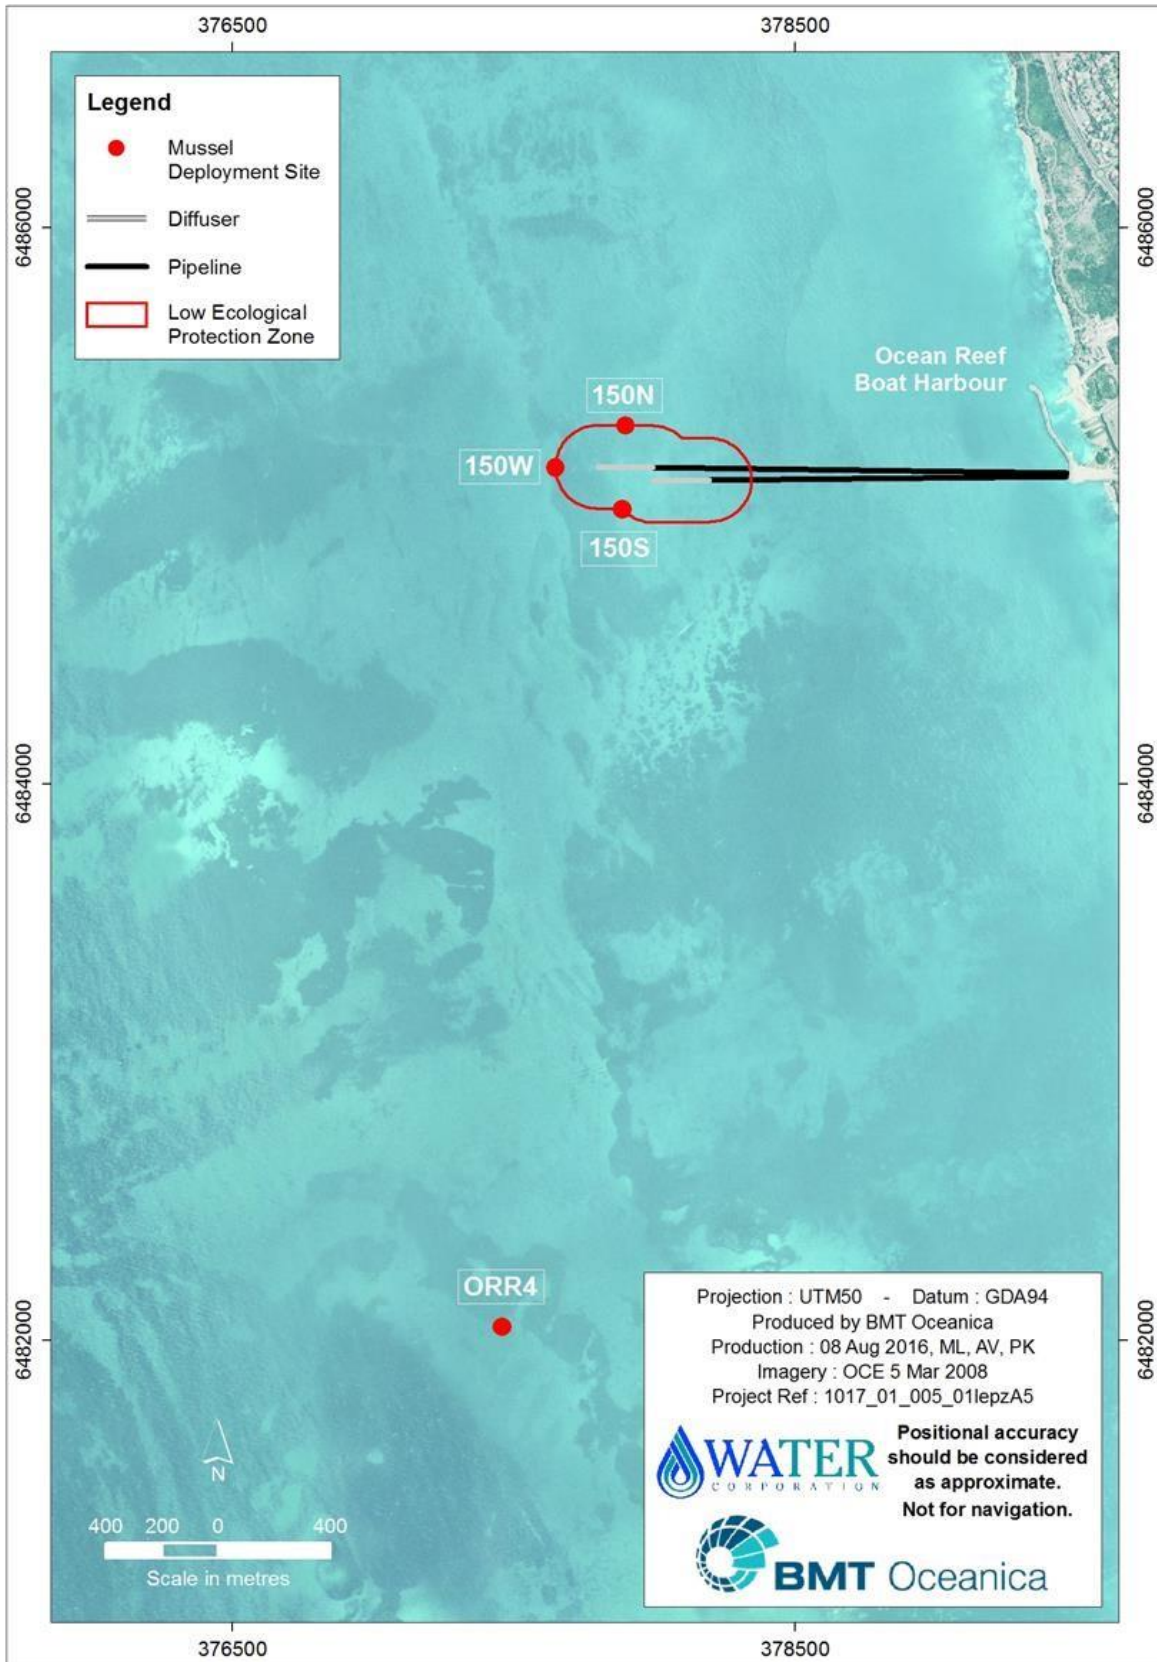 376500
378500
Legend
Mussel
Deployment Site
Diffuser
Pipeline
Low Ecological
Protection Zone
6486000
6486000
Ocean Reef
Boat Harbour
150N
150W
150S
6484000
6484000
ORR4
6482000
6482000
Projection : UTM50 - Datum : GDA94
Produced by BMT Oceanica
Production : 08 Aug 2016, ML, AV, PK
Imagery : OCE 5 Mar 2008
Project Ref : 1017_01_005_01lepzA5
WATER
CORPORATION
Positional accuracy
should be considered
as approximate.
Not for navigation.
BMT Oceanica
N
400 200 0 400
Scale in metres
376500
378500